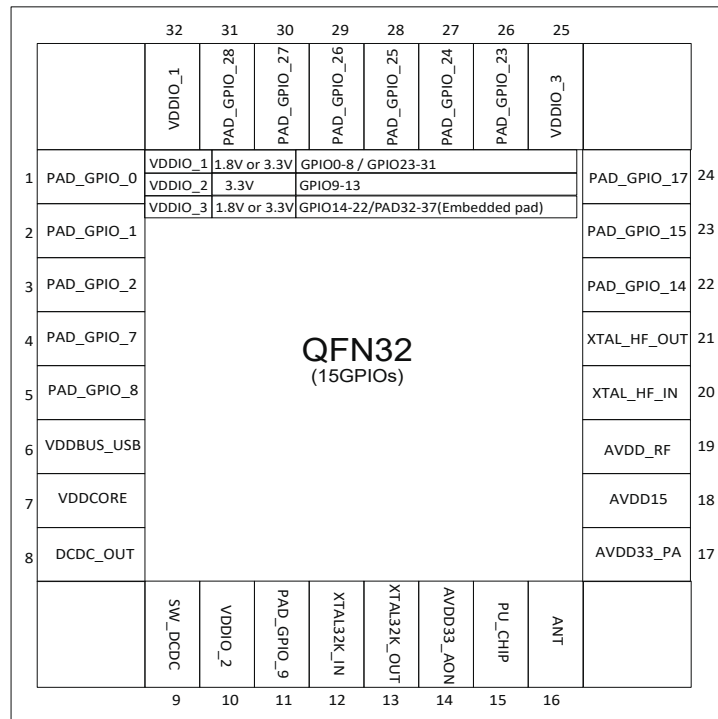 32 31 30 29 28 27 26 25
VDDIO_1
PAD_GPIO_28
PAD_GPIO_27
PAD_GPIO_26
PAD_GPIO_25
PAD_GPIO_24
PAD_GPIO_23
VDDIO_3
1 PAD_GPIO_0
2 PAD_GPIO_1
3 PAD_GPIO_2
4 PAD_GPIO_7
5 PAD_GPIO_8
6 VDDBUS_USB
7 VDDCORE
8 DCDC_OUT
VDDIO_1 1.8V or 3.3V GPIO0-8 / GPIO23-31
VDDIO_2 3.3V GPIO9-13
VDDIO_3 1.8V or 3.3V GPIO14-22/PAD32-37(Embedded pad)
QFN32
(15GPIOs)
PAD_GPIO_17 24
PAD_GPIO_15 23
PAD_GPIO_14 22
XTAL_HF_OUT 21
XTAL_HF_IN 20
AVDD_RF 19
AVDD15 18
AVDD33_PA 17
SW_DCDC
VDDIO_2
PAD_GPIO_9
XTAL32K_IN
XTAL32K_OUT
AVDD33_AON
PU_CHIP
ANT
9 10 11 12 13 14 15 16